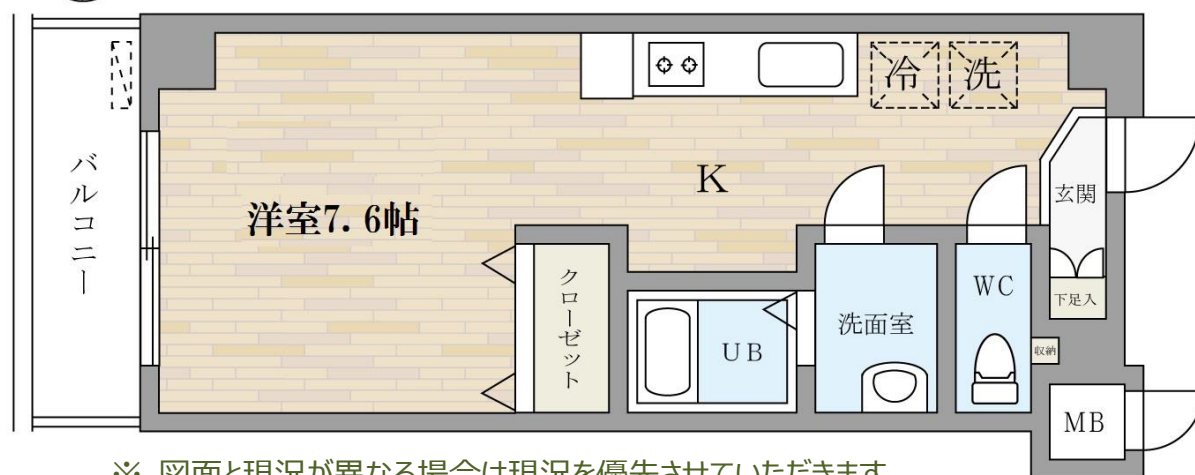 バルコニー
洋室7.6帖
K
冷
洗
玄関
クローゼット
UB
洗面室
WC
下足入
収納
MB
※ 図面と現況が異なる場合は現況を優先させていただきます